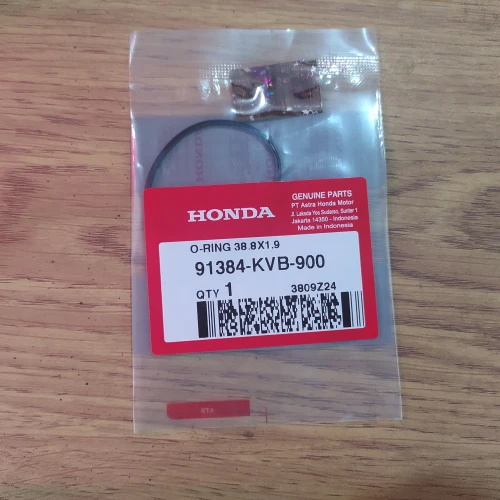 HONDA
GENUINE PARTS
PT Astra Honda Motor
Jl. Laksda Yos Sudarso, Sunter 1
Jakarta 14350 - Indonesia
Made in Indonesia
O-RING 38.8X1.9
91384-KVB-900
QTY 1
3809Z24